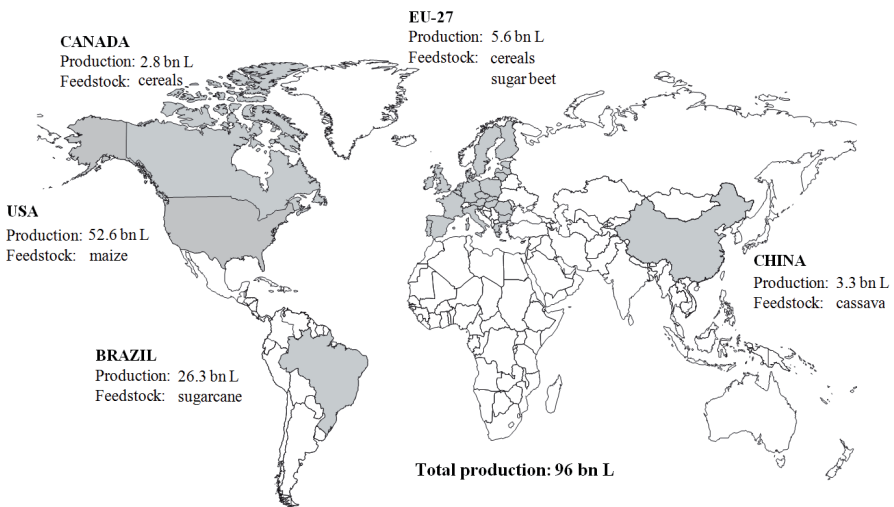 EU-27
Production: 5.6 bn L
Feedstock: cereals
sugar beet
CANADA
Production: 2.8 bn L
Feedstock: cereals
USA
Production: 52.6 bn L
Feedstock: maize
CHINA
Production: 3.3 bn L
Feedstock: cassava
BRAZIL
Production: 26.3 bn L
Feedstock: sugarcane
Total production: 96 bn L